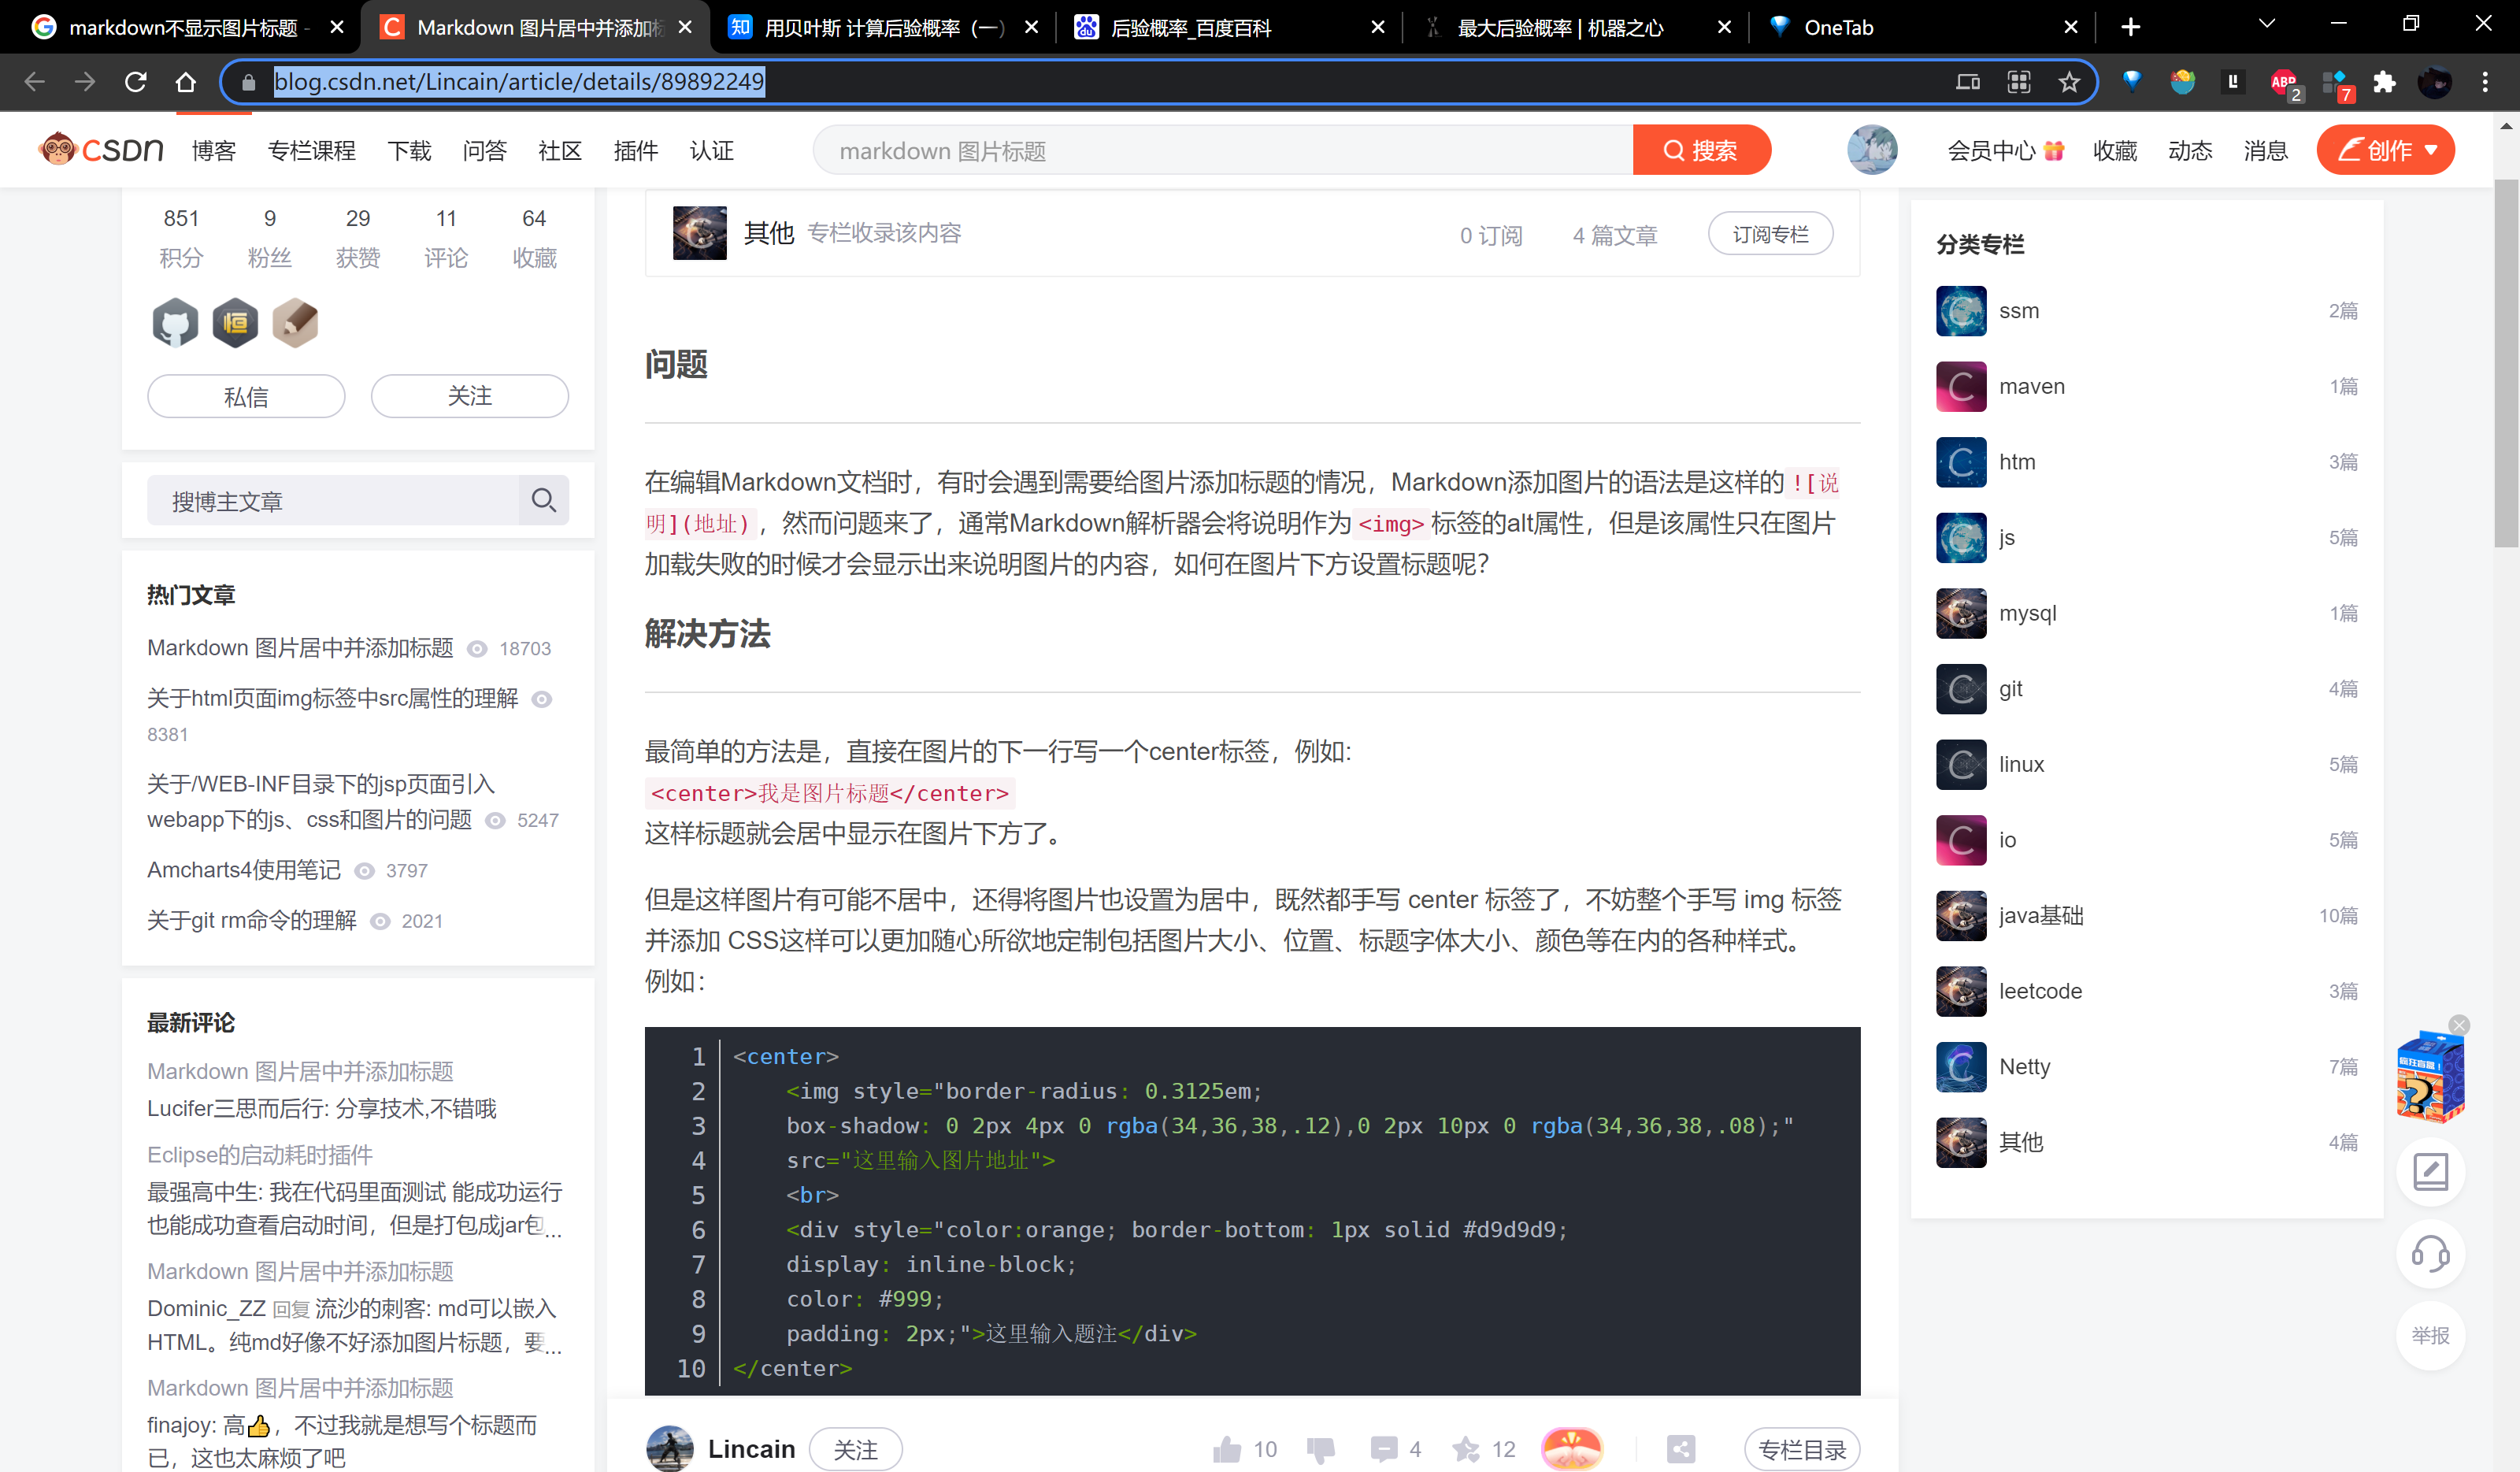 markdown不显示图片标题 -
Markdown 图片居中并添加标
用贝叶斯 计算后验概率（一）
后验概率_百度百科
最大后验概率 | 机器之心
OneTab
blog.csdn.net/Lincain/article/details/89892249
ABP 2
7
CSDN 博客 专栏课程 下载 问答 社区 插件 认证
markdown 图片标题
搜索
会员中心 收藏 动态 消息 创作
851 9 29 11 64
积分 粉丝 获赞 评论 收藏
恒
私信 关注
搜博主文章
热门文章
Markdown 图片居中并添加标题 18703
关于html页面img标签中src属性的理解
8381
关于/WEB-INF目录下的jsp页面引入
webapp下的js、css和图片的问题 5247
Amcharts4使用笔记 3797
关于git rm命令的理解 2021
最新评论
Markdown 图片居中并添加标题
Lucifer三思而后行: 分享技术,不错哦
Eclipse的启动耗时插件
最强高中生: 我在代码里面测试 能成功运行
也能成功查看启动时间，但是打包成jar包...
Markdown 图片居中并添加标题
Dominic_ZZ 回复 流沙的刺客: md可以嵌入
HTML。纯md好像不好添加图片标题，要...
Markdown 图片居中并添加标题
finajoy: 高👍，不过我就是想写个标题而
已，这也太麻烦了吧
其他 专栏收录该内容 0 订阅 4 篇文章 订阅专栏
问题
在编辑Markdown文档时，有时会遇到需要给图片添加标题的情况，Markdown添加图片的语法是这样的 ![说
明](地址) ，然而问题来了，通常Markdown解析器会将说明作为 <img> 标签的alt属性，但是该属性只在图片
加载失败的时候才会显示出来说明图片的内容，如何在图片下方设置标题呢？
解决方法
最简单的方法是，直接在图片的下一行写一个center标签，例如:
<center>我是图片标题</center>
这样标题就会居中显示在图片下方了。
但是这样图片有可能不居中，还得将图片也设置为居中，既然都手写 center 标签了，不妨整个手写 img 标签
并添加 CSS这样可以更加随心所欲地定制包括图片大小、位置、标题字体大小、颜色等在内的各种样式。
例如：
1 <center>
2 <img style="border-radius: 0.3125em;
3 box-shadow: 0 2px 4px 0 rgba(34,36,38,.12),0 2px 10px 0 rgba(34,36,38,.08);"
4 src="这里输入图片地址">
5 <br>
6 <div style="color:orange; border-bottom: 1px solid #d9d9d9;
7 display: inline-block;
8 color: #999;
9 padding: 2px;">这里输入题注</div>
10 </center>
Lincain 关注 10 4 12 专栏目录
分类专栏
ssm 2篇
maven 1篇
htm 3篇
js 5篇
mysql 1篇
git 4篇
linux 5篇
io 5篇
java基础 10篇
leetcode 3篇
Netty 7篇
其他 4篇
疯狂盲盒！
?
举报